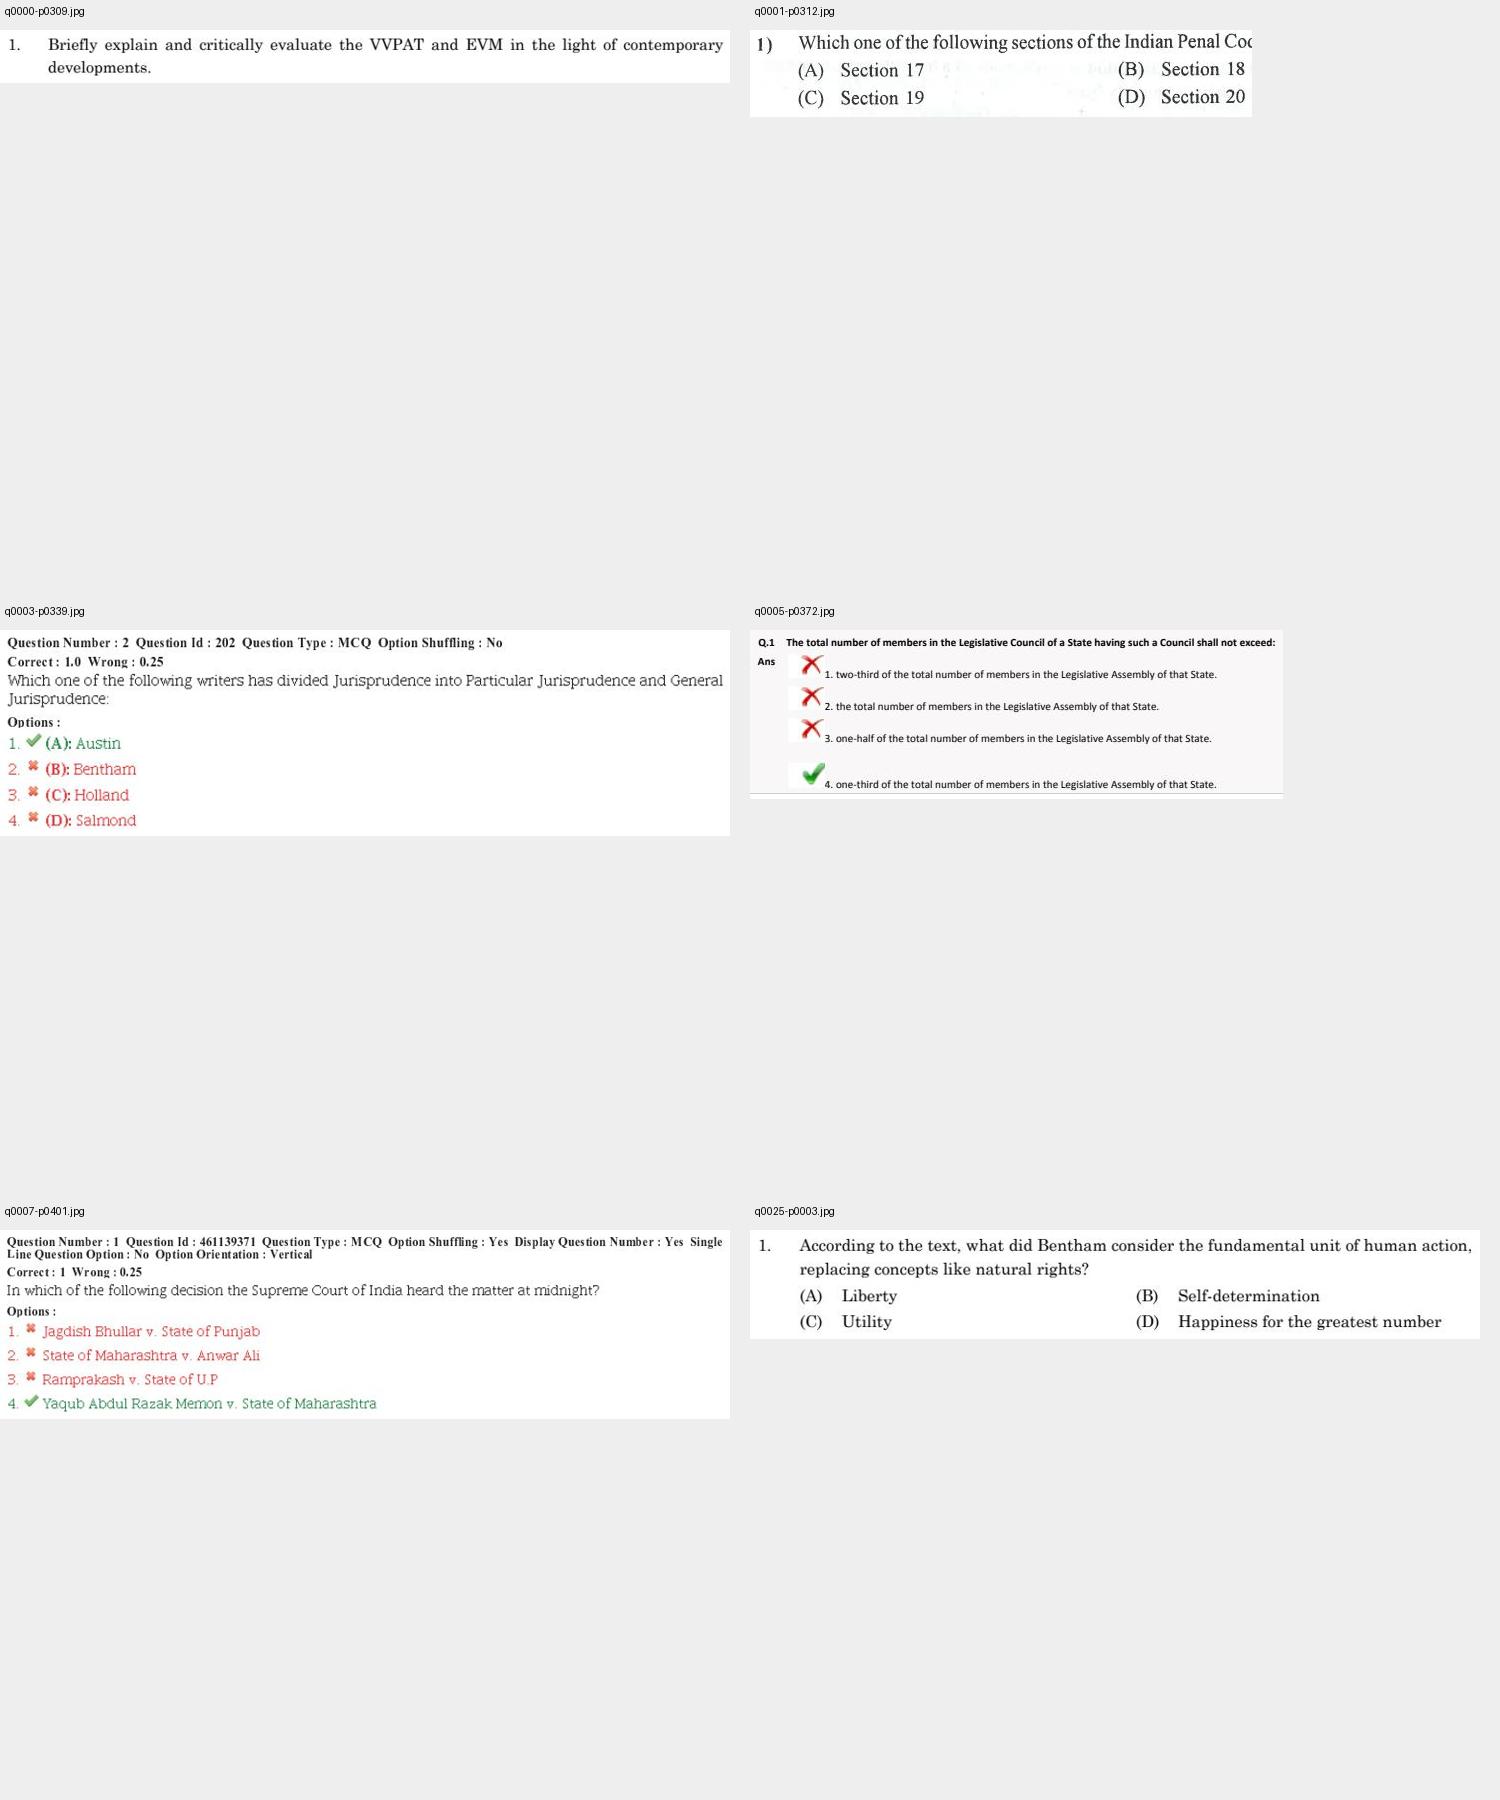 q0000-p0309.jpg
1. Briefly explain and critically evaluate the VVPAT and EVM in the light of contemporary
developments.
q0001-p0312.jpg
1) Which one of the following sections of the Indian Penal
(A) Section 17 (B) Section 18
(C) Section 19 (D) Section 20
q0003-p0339.jpg
Question Number : 2 Question Id : 202 Question Type : MCQ Option Shuffling : No
Correct : 1.0 Wrong : 0.25
Which one of the following writers has divided Jurisprudence into Particular Jurisprudence and General
Jurisprudence:
Options :
1. (A): Austin
2. (B): Bentham
3. (C): Holland
4. (D): Salmond
q0005-p0372.jpg
Q.1 The total number of members in the Legislative Council of a State having such a Council shall not exceed:
Ans
1. two-third of the total number of members in the Legislative Assembly of that State.
2. the total number of members in the Legislative Assembly of that State.
3. one-half of the total number of members in the Legislative Assembly of that State.
4. one-third of the total number of members in the Legislative Assembly of that State.
q0007-p0401.jpg
Question Number : 1 Question Id : 461139371 Question Type : MCQ Option Shuffling : Yes Display Question Number : Yes Single
Line Question Option : No Option Orientation : Vertical
Correct : 1 Wrong : 0.25
In which of the following decision the Supreme Court of India heard the matter at midnight?
Options :
1. Jagdish Bhullar v. State of Punjab
2. State of Maharashtra v. Anwar Ali
3. Ramprakash v. State of U.P
4. Yaqub Abdul Razak Memon v. State of Maharashtra
q0025-p0003.jpg
1. According to the text, what did Bentham consider the fundamental unit of human action,
replacing concepts like natural rights?
(A) Liberty (B) Self-determination
(C) Utility (D) Happiness for the greatest number